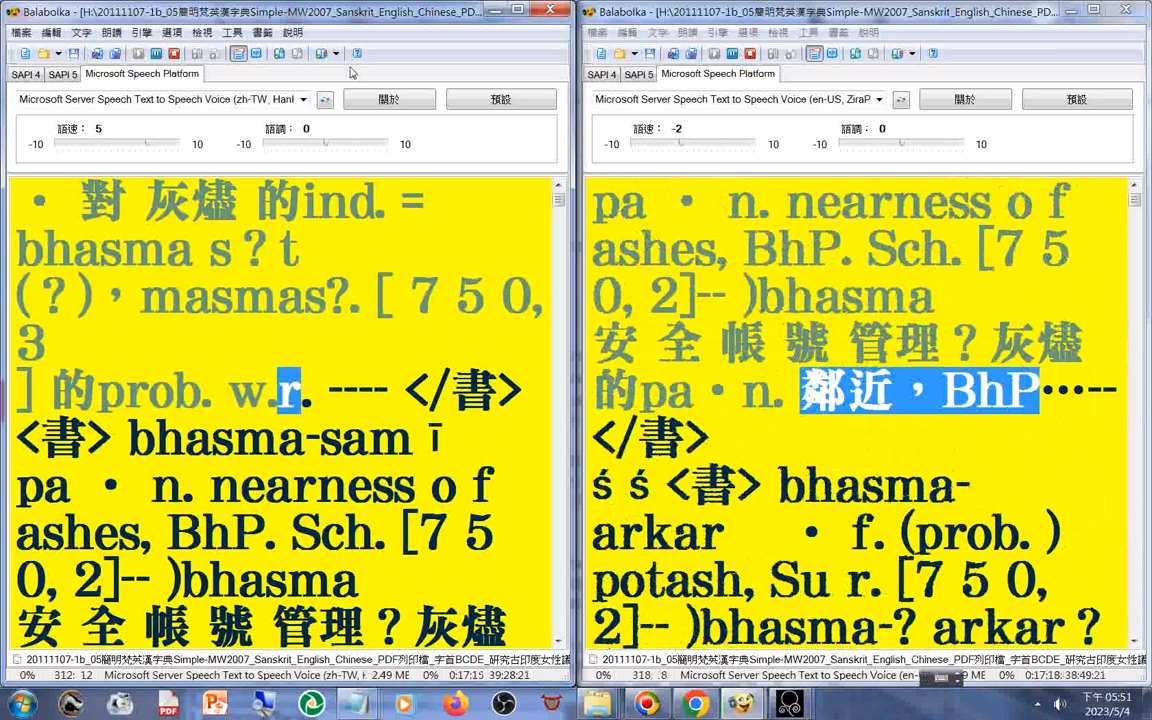 Balabolka - [H:\20111107-1b_05簡明梵英漢字典Simple-MW2007_Sanskrit_English_Chinese_PD...
檔案 編輯 文字 朗讀 引擎 選項 檢視 工具 書籤 說明
SAPI 4 SAPI 5 Microsoft Speech Platform
Microsoft Server Speech Text to Speech Voice (zh-TW, Hanl 關於 預設
語速： 5 語調： 0
-10 10 -10 10
• 對 灰燼 的ind. =
bhasma s ? t
( ? )，masmas?. [ 7 5 0,
3
] 的prob. w.r. ---- </書>
<書> bhasma-sam ī
pa • n. nearness o f
ashes, BhP. Sch. [7 5
0, 2]-- )bhasma
安 全 帳 號 管理？灰燼
20111107-1b_05簡明梵英漢字典Simple-MW2007_Sanskrit_English_Chinese_PDF列印檔_字首BCDE_研究古印度女性議
0% 312: 12 Microsoft Server Speech Text to Speech Voice (zh-TW, H 2.49 ME 0% 0:17:15 39:28:21
Balabolka - [H:\20111107-1b_05簡明梵英漢字典Simple-MW2007_Sanskrit_English_Chinese_PD...
檔案 編輯 文字 朗讀 引擎 選項 檢視 工具 書籤 說明
SAPI 4 SAPI 5 Microsoft Speech Platform
Microsoft Server Speech Text to Speech Voice (en-US, ZiraP 關於 預設
語速： -2 語調： 0
-10 10 -10 10
pa • n. nearness o f
ashes, BhP. Sch. [7 5
0, 2]-- )bhasma
安 全 帳 號 管理？灰燼
的pa • n. 鄰近，BhP…--
</書>
ś ś <書> bhasma-
arkar • f. (prob. )
potash, Su r. [7 5 0,
2]-- )bhasma-? arkar ?
20111107-1b_05簡明梵英漢字典Simple-MW2007_Sanskrit_English_Chinese_PDF列印檔_字首BCDE_研究古印度女性議
0% 318: .8 Microsoft Server Speech Text to Speech Voice (en-US, 9 ME 0% 0:17:18 38:49:21
PDF
下午 05:51
2023/5/4